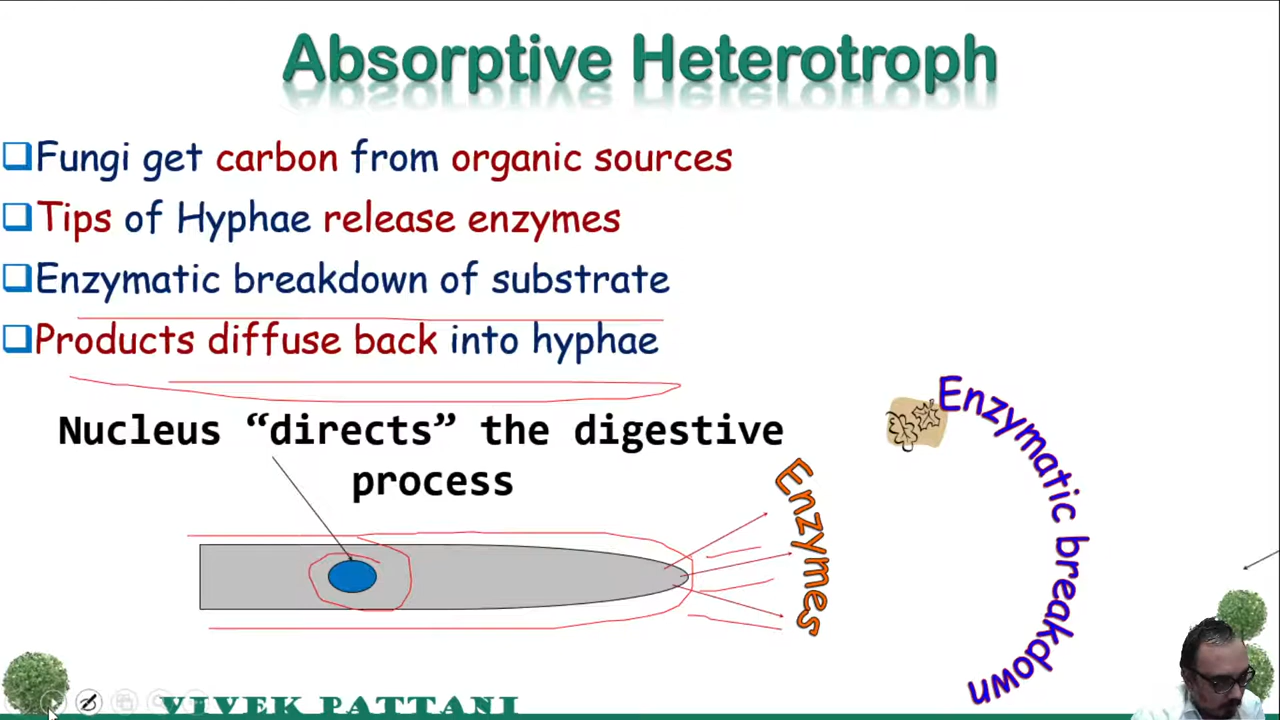 Absorptive Heterotroph
Fungi get carbon from organic sources
Tips of Hyphae release enzymes
Enzymatic breakdown of substrate
Products diffuse back into hyphae
Nucleus “directs” the digestive
process
Enzymes
Enzymatic breakdown
VIVEK PATTANI